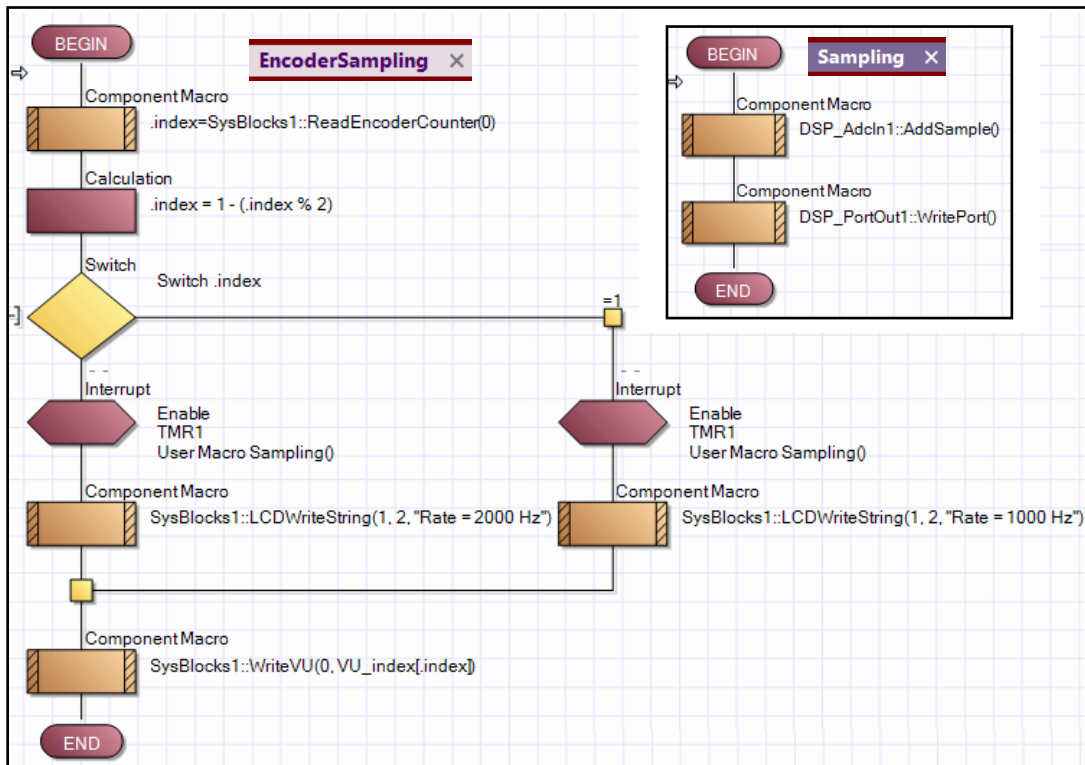 BEGIN
EncoderSampling ×
Component Macro
.index=SysBlocks1::ReadEncoderCounter(0)
Calculation
.index = 1 - (.index % 2)
Switch
Switch .index
=1
Interrupt
Enable
TMR1
User Macro Sampling()
Component Macro
SysBlocks1::LCDWriteString(1, 2, "Rate = 2000 Hz")
Interrupt
Enable
TMR1
User Macro Sampling()
Component Macro
SysBlocks1::LCDWriteString(1, 2, "Rate = 1000 Hz")
Component Macro
SysBlocks1::WriteVU(0, VU_index[.index])
END
BEGIN
Sampling ×
Component Macro
DSP_AdcIn1::AddSample()
Component Macro
DSP_PortOut1::WritePort()
END